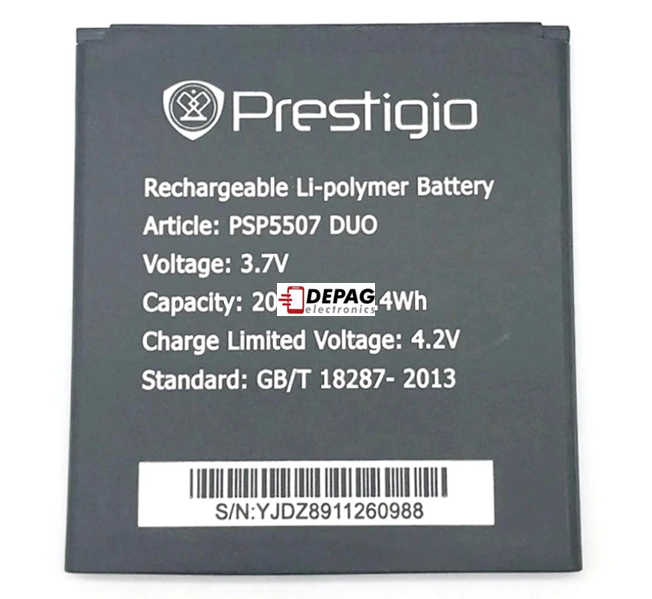 Prestigio
Rechargeable Li-polymer Battery
Article: PSP5507 DUO
Voltage: 3.7V
Capacity: 20 .4Wh
DEPAG
electronics
Charge Limited Voltage: 4.2V
Standard: GB/T 18287- 2013
S/N:YJDZ8911260988